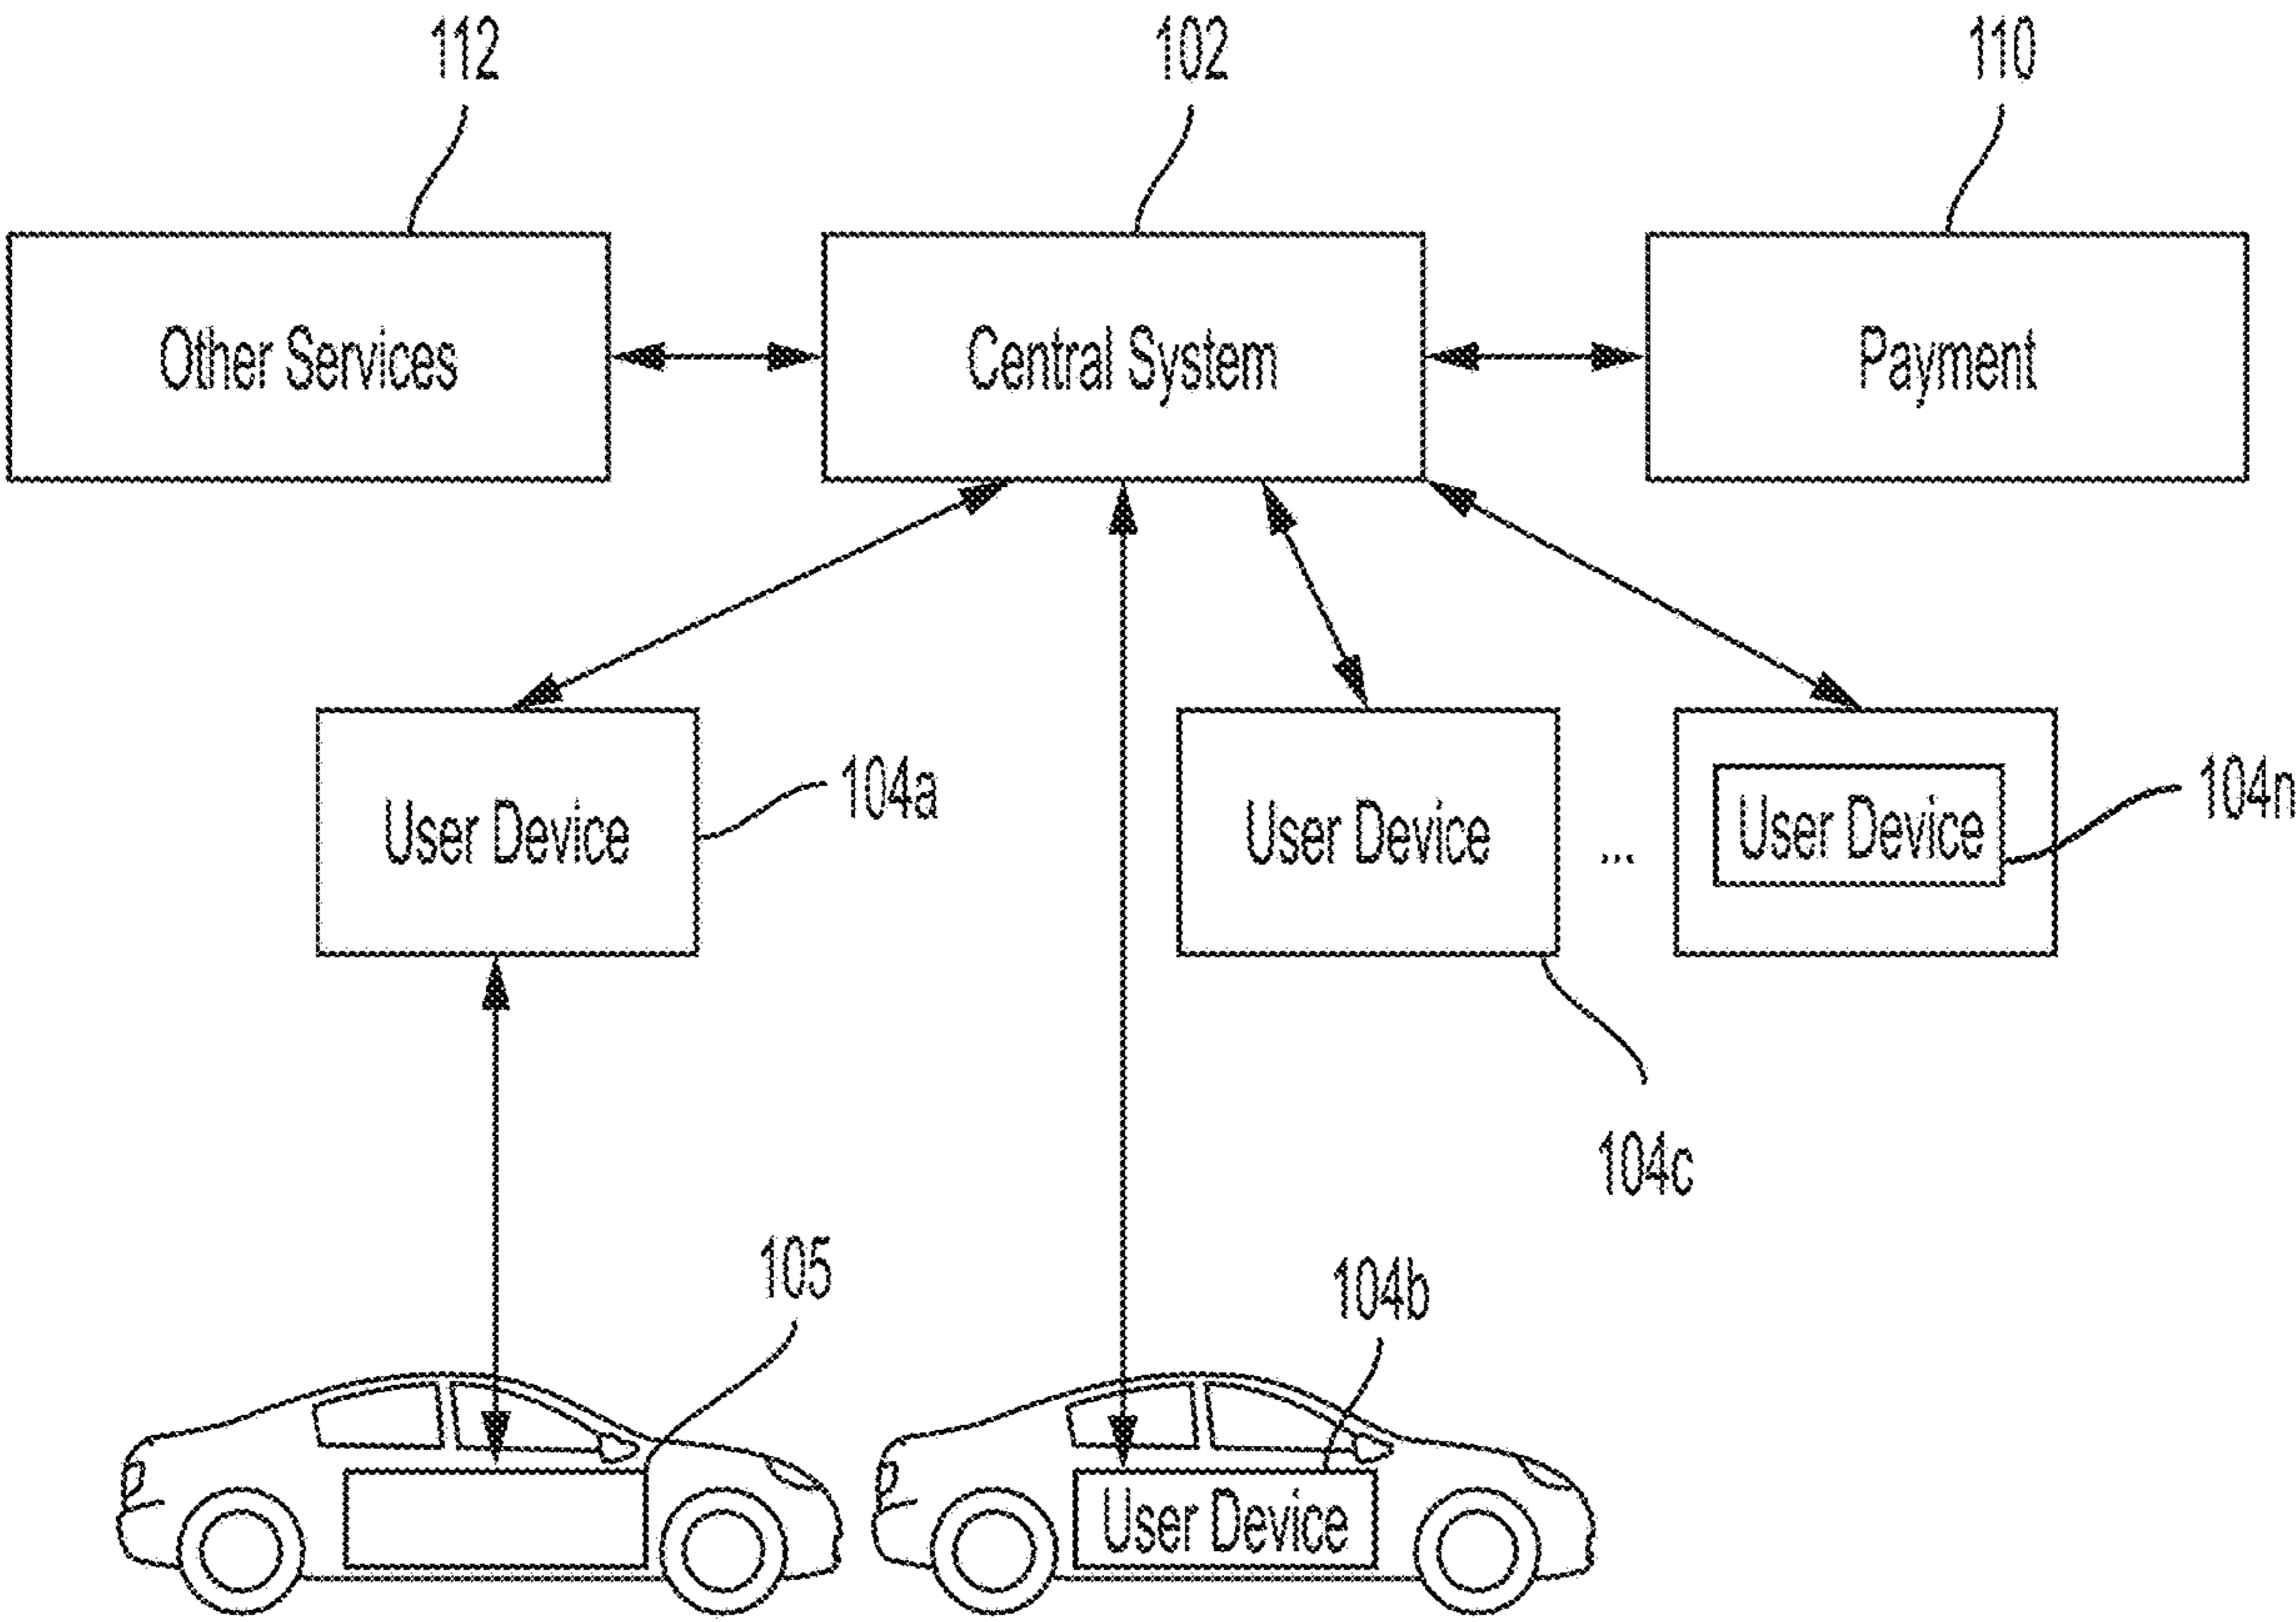 112
102
110
Other Services
Central System
Payment
User Device
104a
User Device
...
User Device
104n
104c
105
104b
User Device